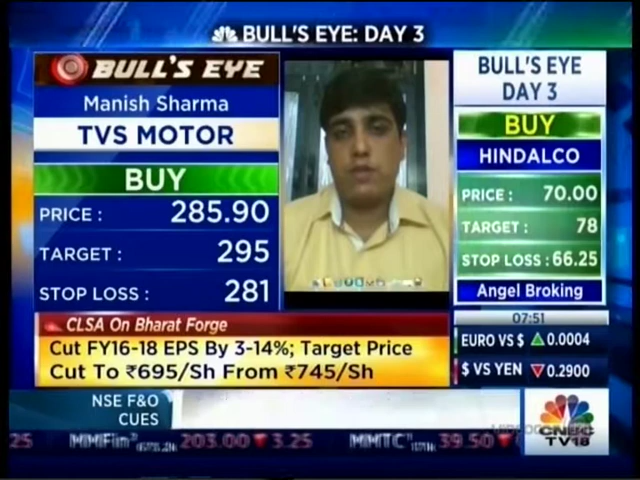 BULL'S EYE: DAY 3
BULL'S EYE
Manish Sharma
TVS MOTOR
BUY
PRICE : 285.90
TARGET : 295
STOP LOSS : 281
BULL'S EYE
DAY 3
BUY
HINDALCO
PRICE : 70.00
TARGET : 78
STOP LOSS : 66.25
Angel Broking
CLSA On Bharat Forge
Cut FY16-18 EPS By 3-14%; Target Price
Cut To ₹695/Sh From ₹745/Sh
07:51
EURO VS $ 0.0004
$ VS YEN 0.2900
NSE F&O
CUES
CNBC
TV18
25 MMFin 203.00 3.25 MMTC 39.50